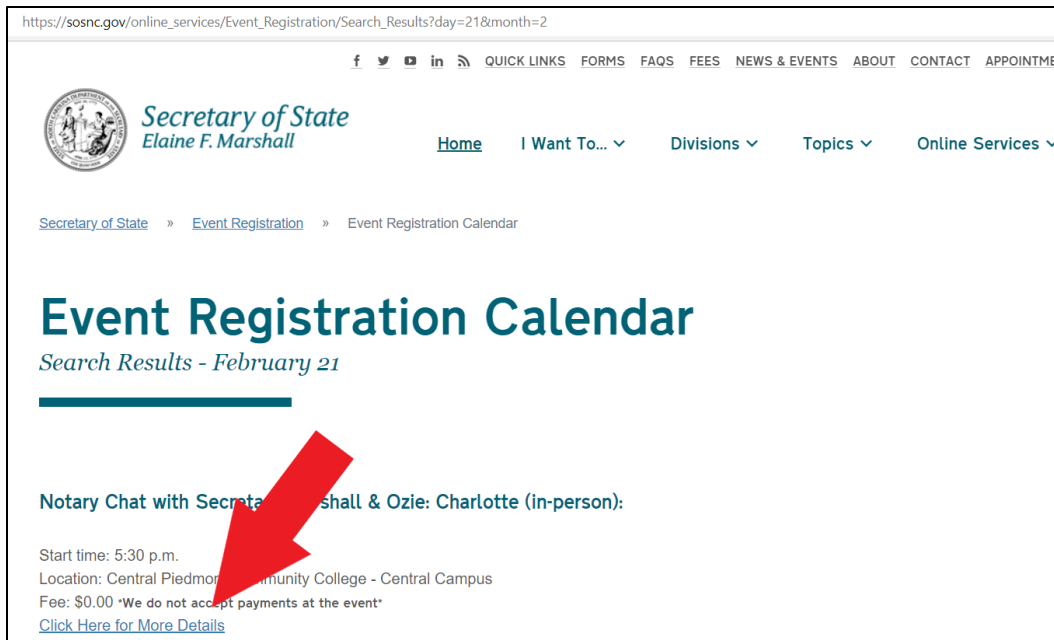 https://sosnc.gov/online_services/Event_Registration/Search_Results?day=21&month=2
QUICK LINKS FORMS FAQS FEES NEWS & EVENTS ABOUT CONTACT APPOINTME
Secretary of State
Elaine F. Marshall
Home I Want To... Divisions Topics Online Services
Secretary of State » Event Registration » Event Registration Calendar
Event Registration Calendar
Search Results - February 21
Notary Chat with Secreta shall & Ozie: Charlotte (in-person):
Start time: 5:30 p.m.
Location: Central Piedmon munity College - Central Campus
Fee: $0.00 *We do not accept payments at the event*
Click Here for More Details